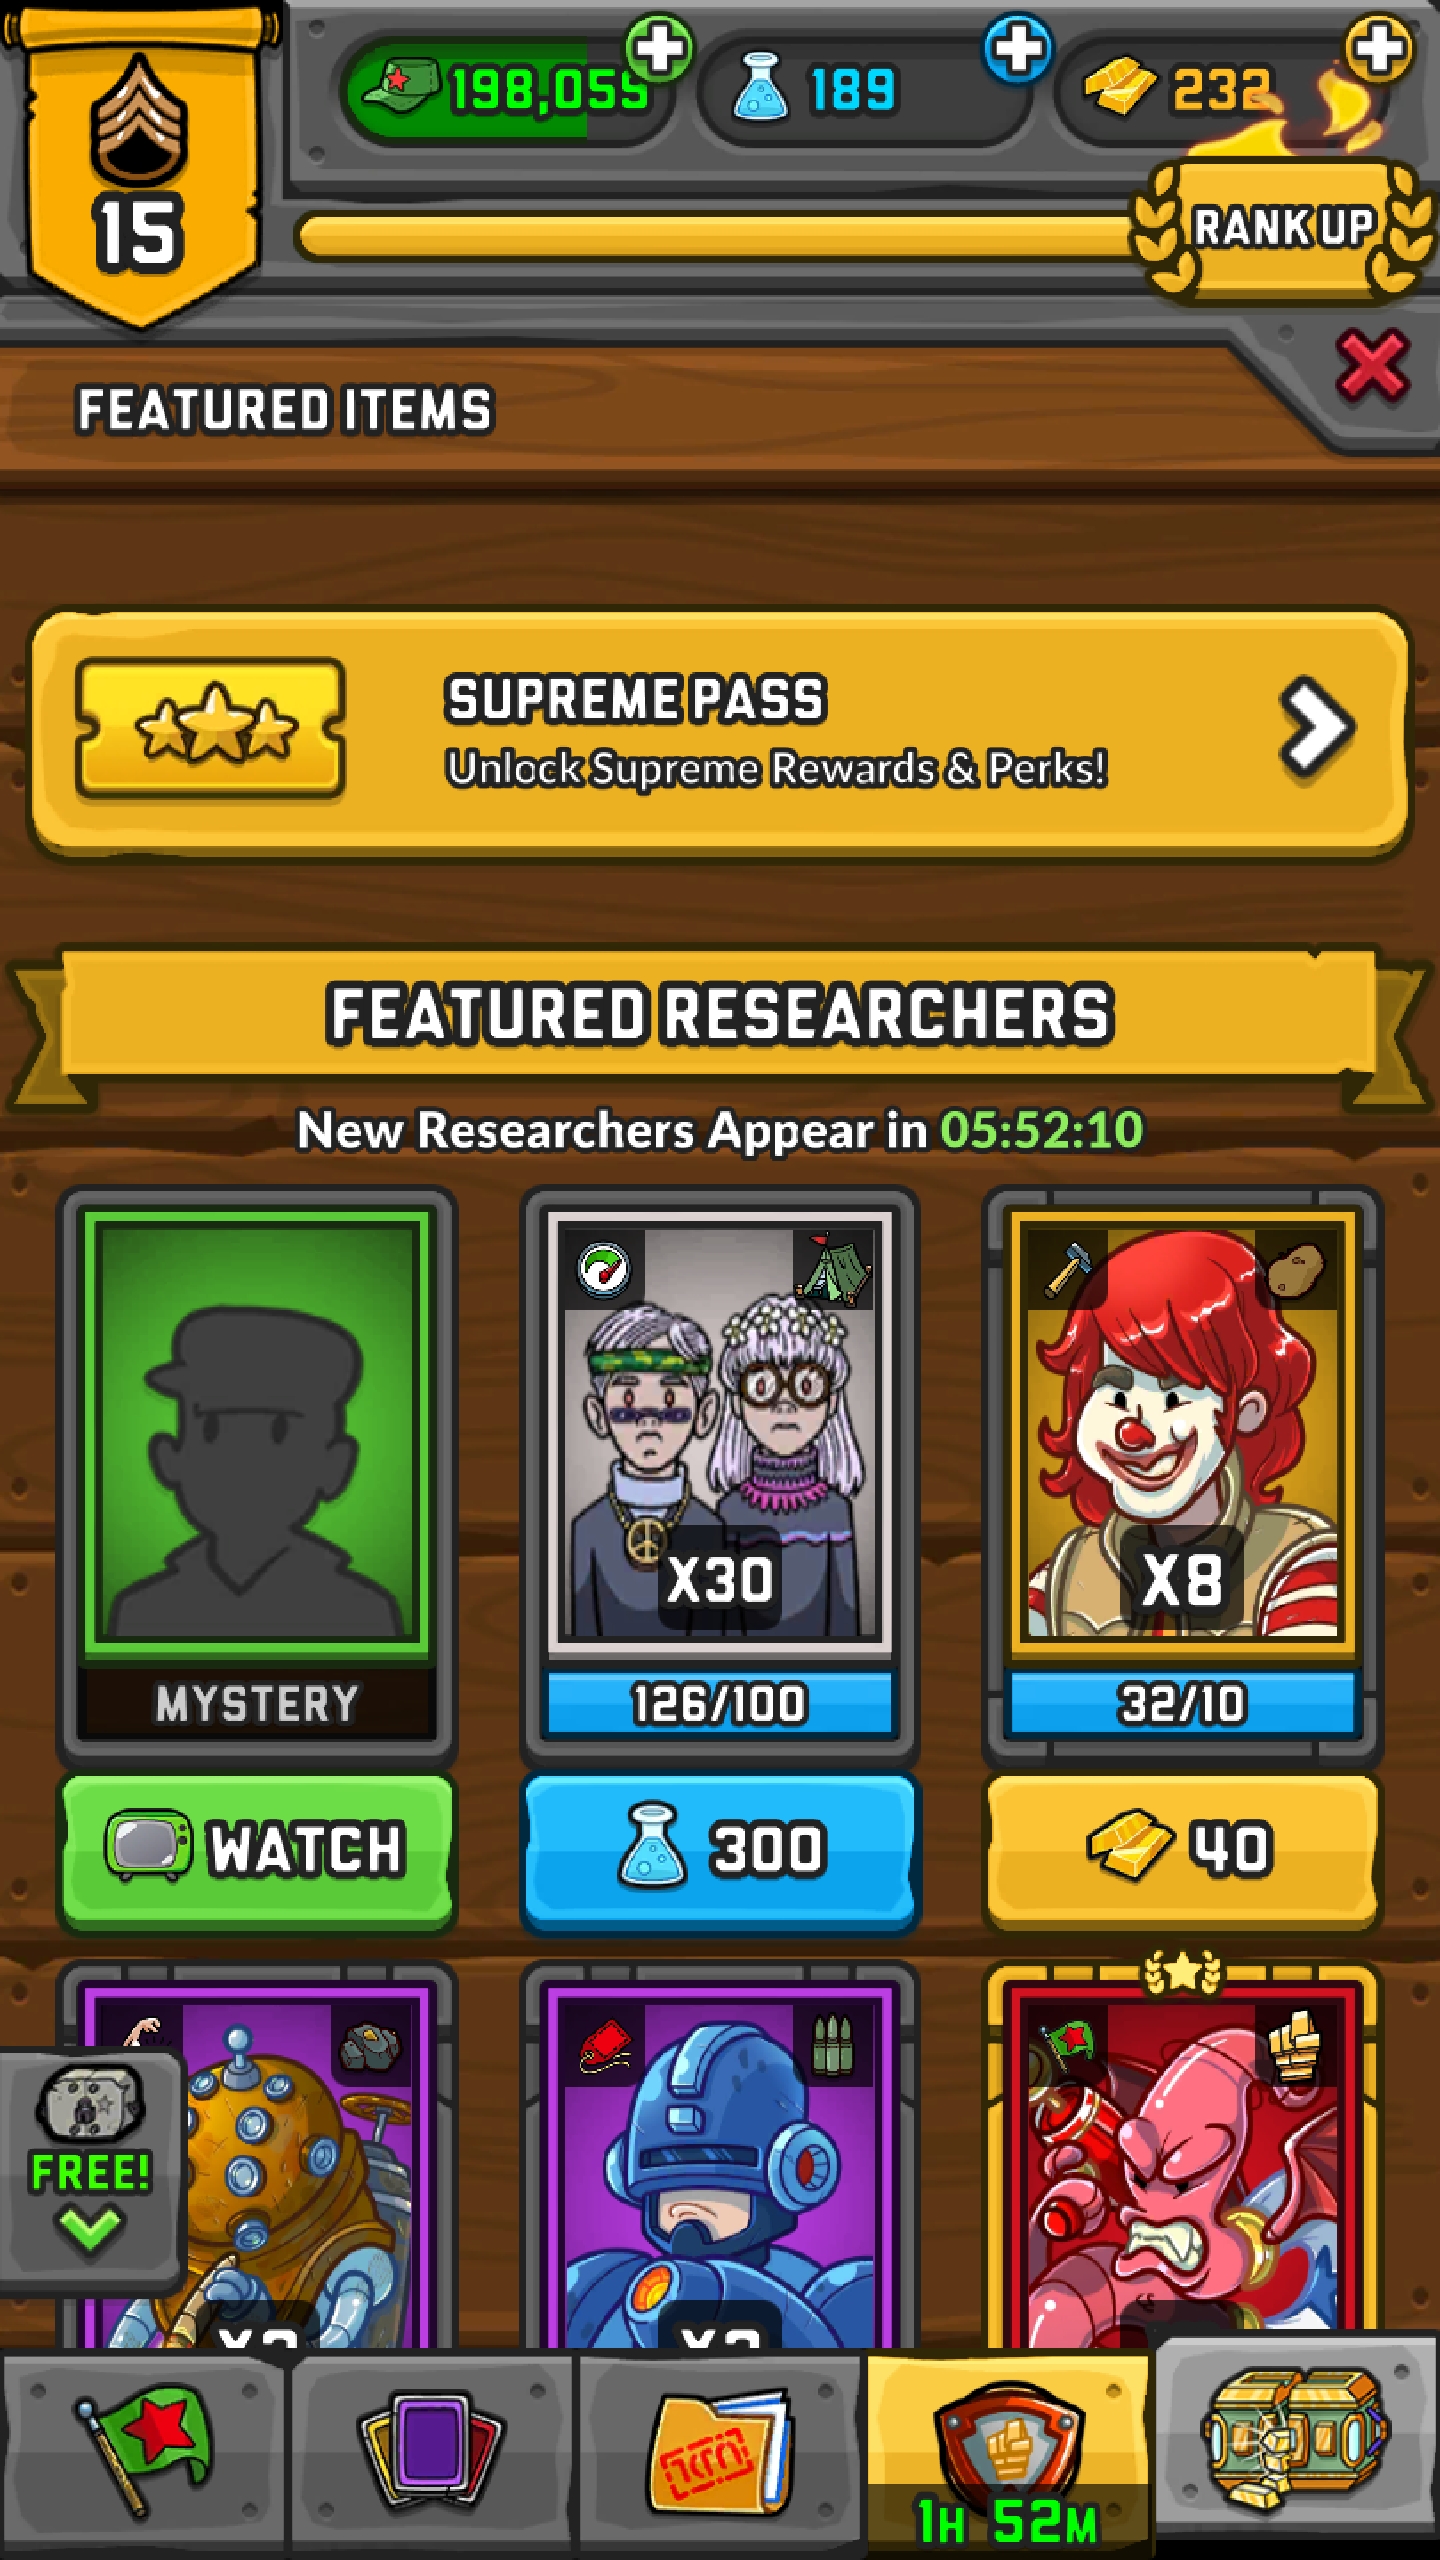 198,055
189
232
15
RANK UP
FEATURED ITEMS
SUPREME PASS
Unlock Supreme Rewards & Perks!
FEATURED RESEARCHERS
New Researchers Appear in 05:52:10
X30
X8
MYSTERY
126/100
32/10
WATCH
300
40
FREE!
1H 52M